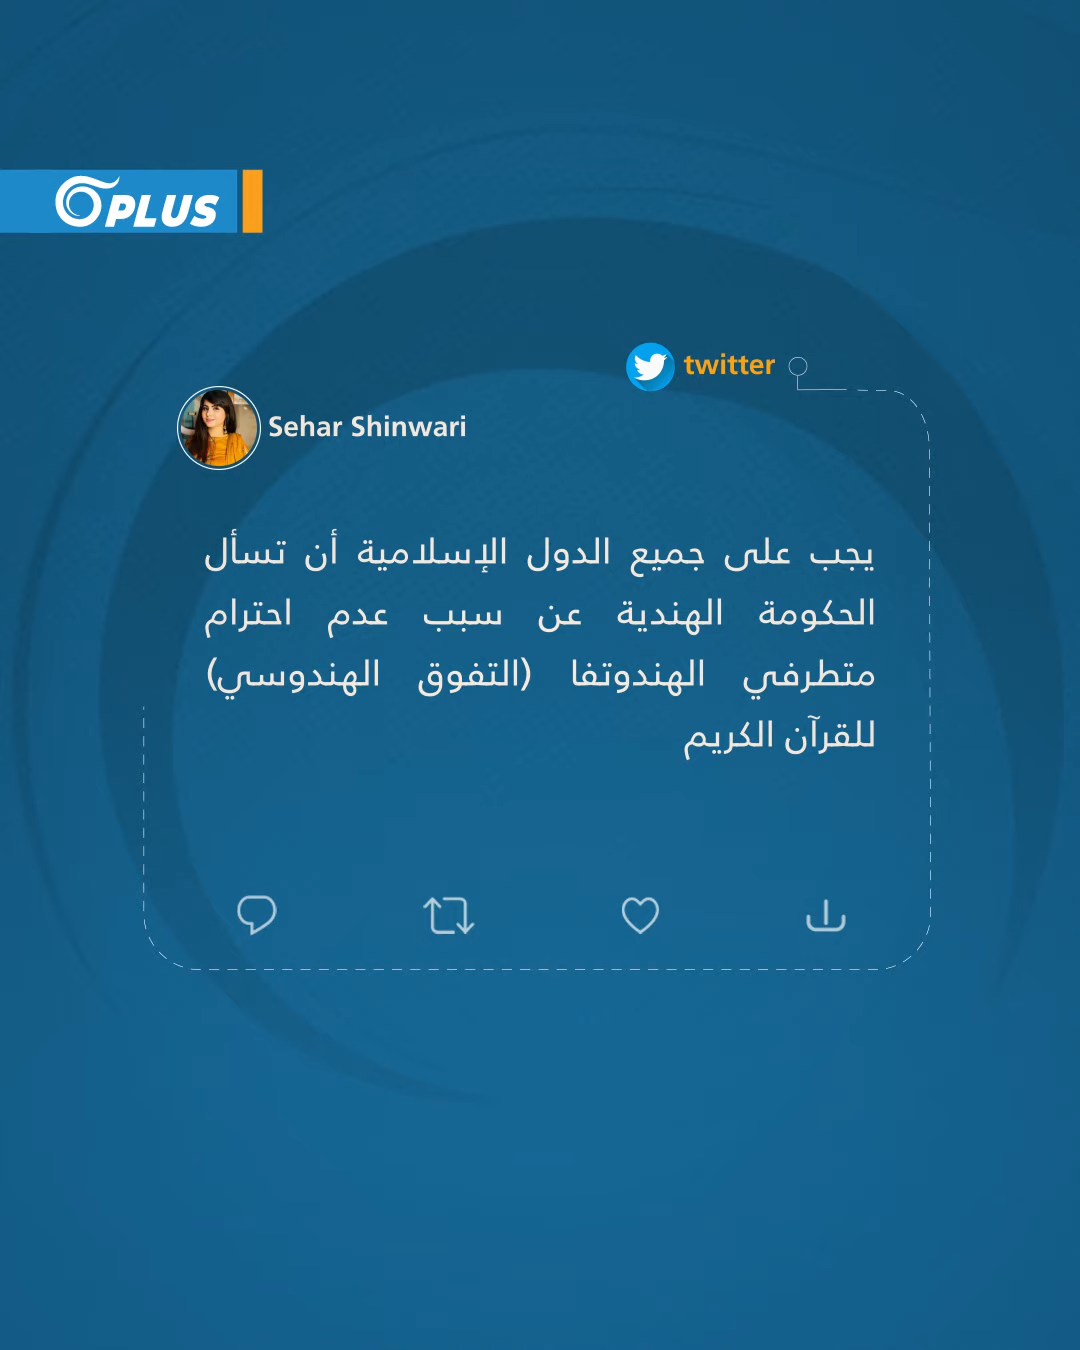 PLUS
twitter
Sehar Shinwari
يجب على جميع الدول الإسلامية أن تسأل
الحكومة الهندية عن سبب عدم احترام
متطرفي الهندوتفا (التفوق الهندوسي)
للقرآن الكريم